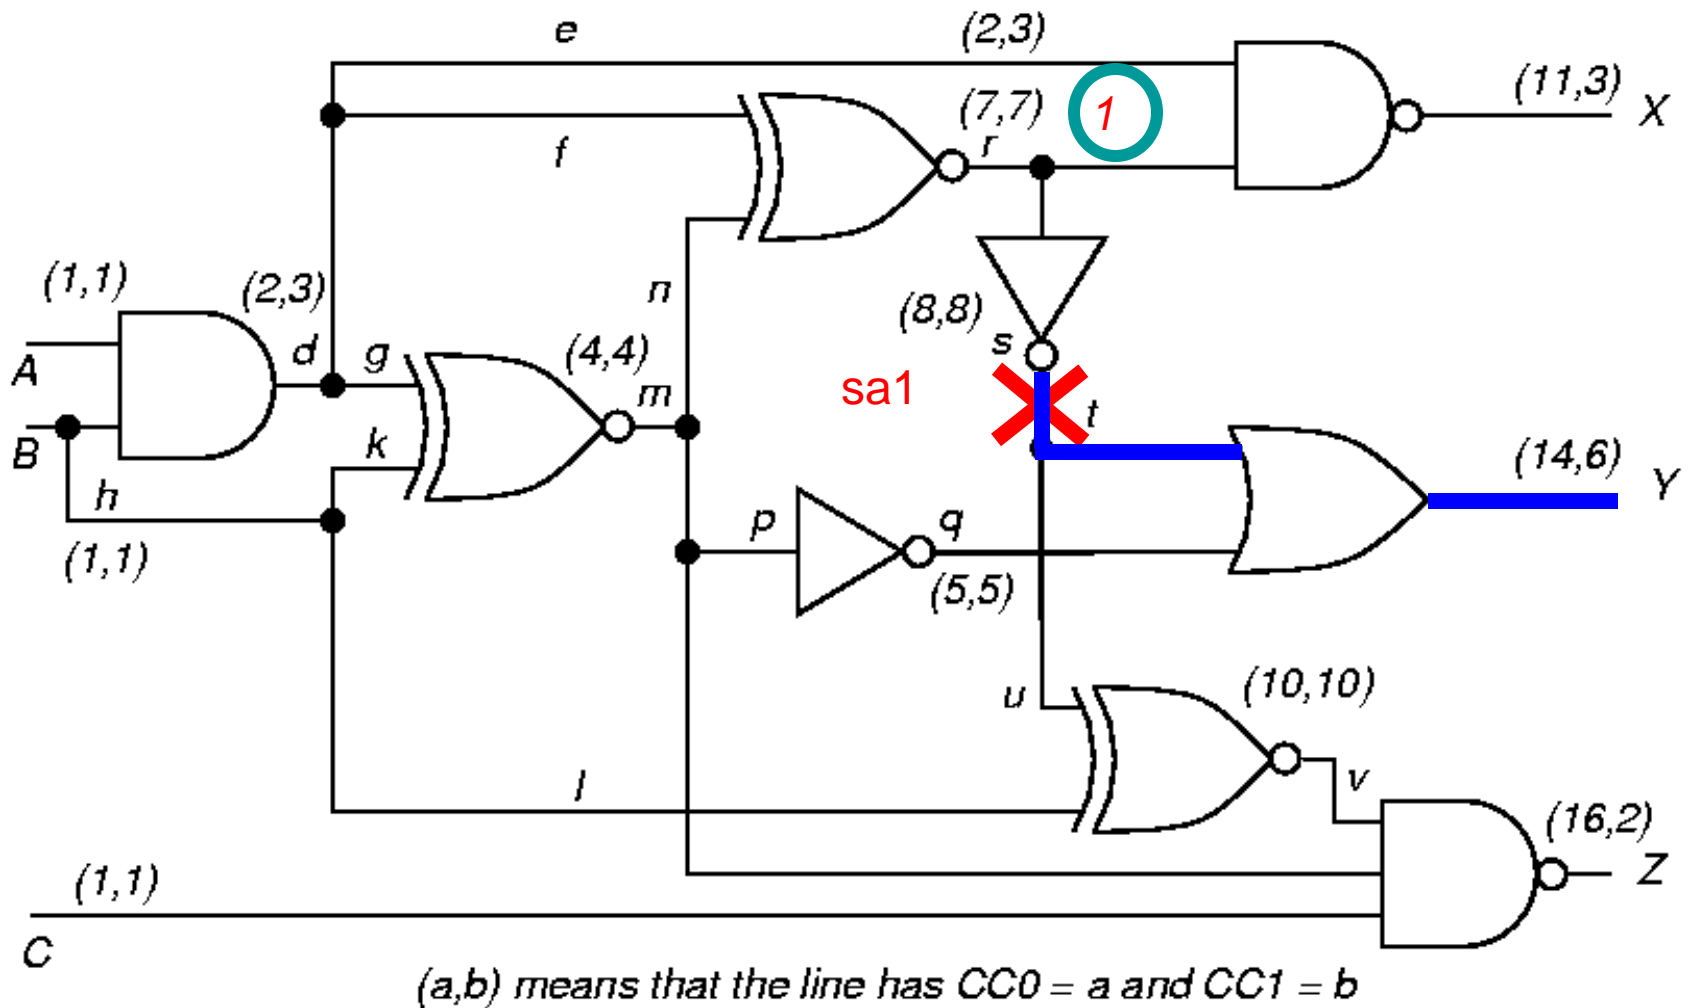 e
(2,3)
(11,3)
X
(7,7)
1
r
f
(1,1)
(2,3)
n
(8,8)
s
A
d
g
(4,4)
m
sa1
t
B
k
(14,6)
Y
h
(1,1)
p
q
(5,5)
u
(10,10)
l
v
(16,2)
Z
(1,1)
C
(a,b) means that the line has CC0 = a and CC1 = b